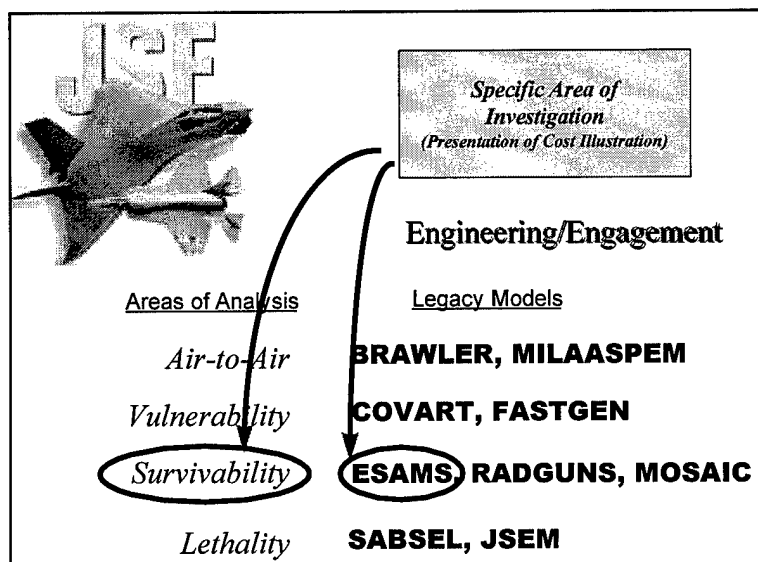 JSF
Specific Area of
Investigation
(Presentation of Cost Illustration)
Engineering/Engagement
Areas of Analysis Legacy Models
Air-to-Air BRAWLER, MILAASPEM
Vulnerability COVART, FASTGEN
Survivability ESAMS, RADGUNS, MOSAIC
Lethality SABSEL, JSEM